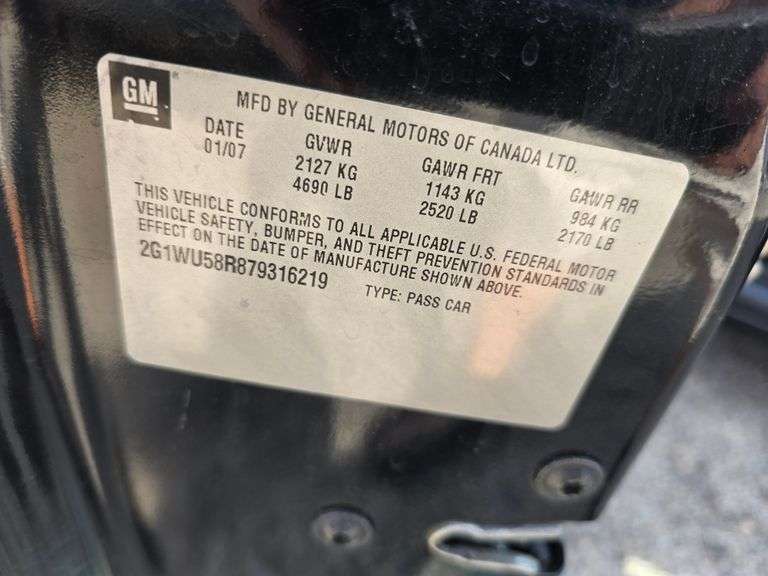 GM
MFD BY GENERAL MOTORS OF CANADA LTD.
DATE GVWR GAWR FRT GAWR RR
01/07 2127 KG 1143 KG 984 KG
4690 LB 2520 LB 2170 LB
THIS VEHICLE CONFORMS TO ALL APPLICABLE U.S. FEDERAL MOTOR
VEHICLE SAFETY, BUMPER, AND THEFT PREVENTION STANDARDS IN
EFFECT ON THE DATE OF MANUFACTURE SHOWN ABOVE.
2G1WU58R879316219 TYPE: PASS CAR